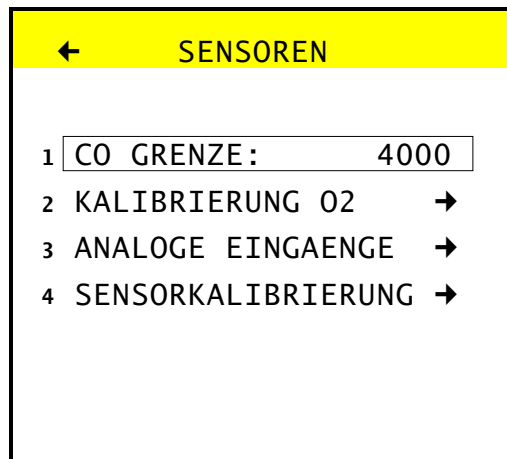 ← SENSOREN
1 CO GRENZE: 4000
2 KALIBRIERUNG O2 →
3 ANALOGE EINGAENGE →
4 SENSORKALIBRIERUNG →